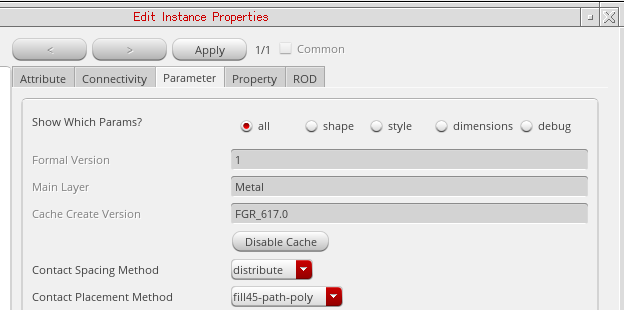 Edit Instance Properties
< > Apply 1/1 Common
Attribute Connectivity Parameter Property ROD
Show Which Params? all shape style dimensions debug
Formal Version 1
Main Layer Metal
Cache Create Version FGR_617.0
Disable Cache
Contact Spacing Method distribute
Contact Placement Method fill45-path-poly